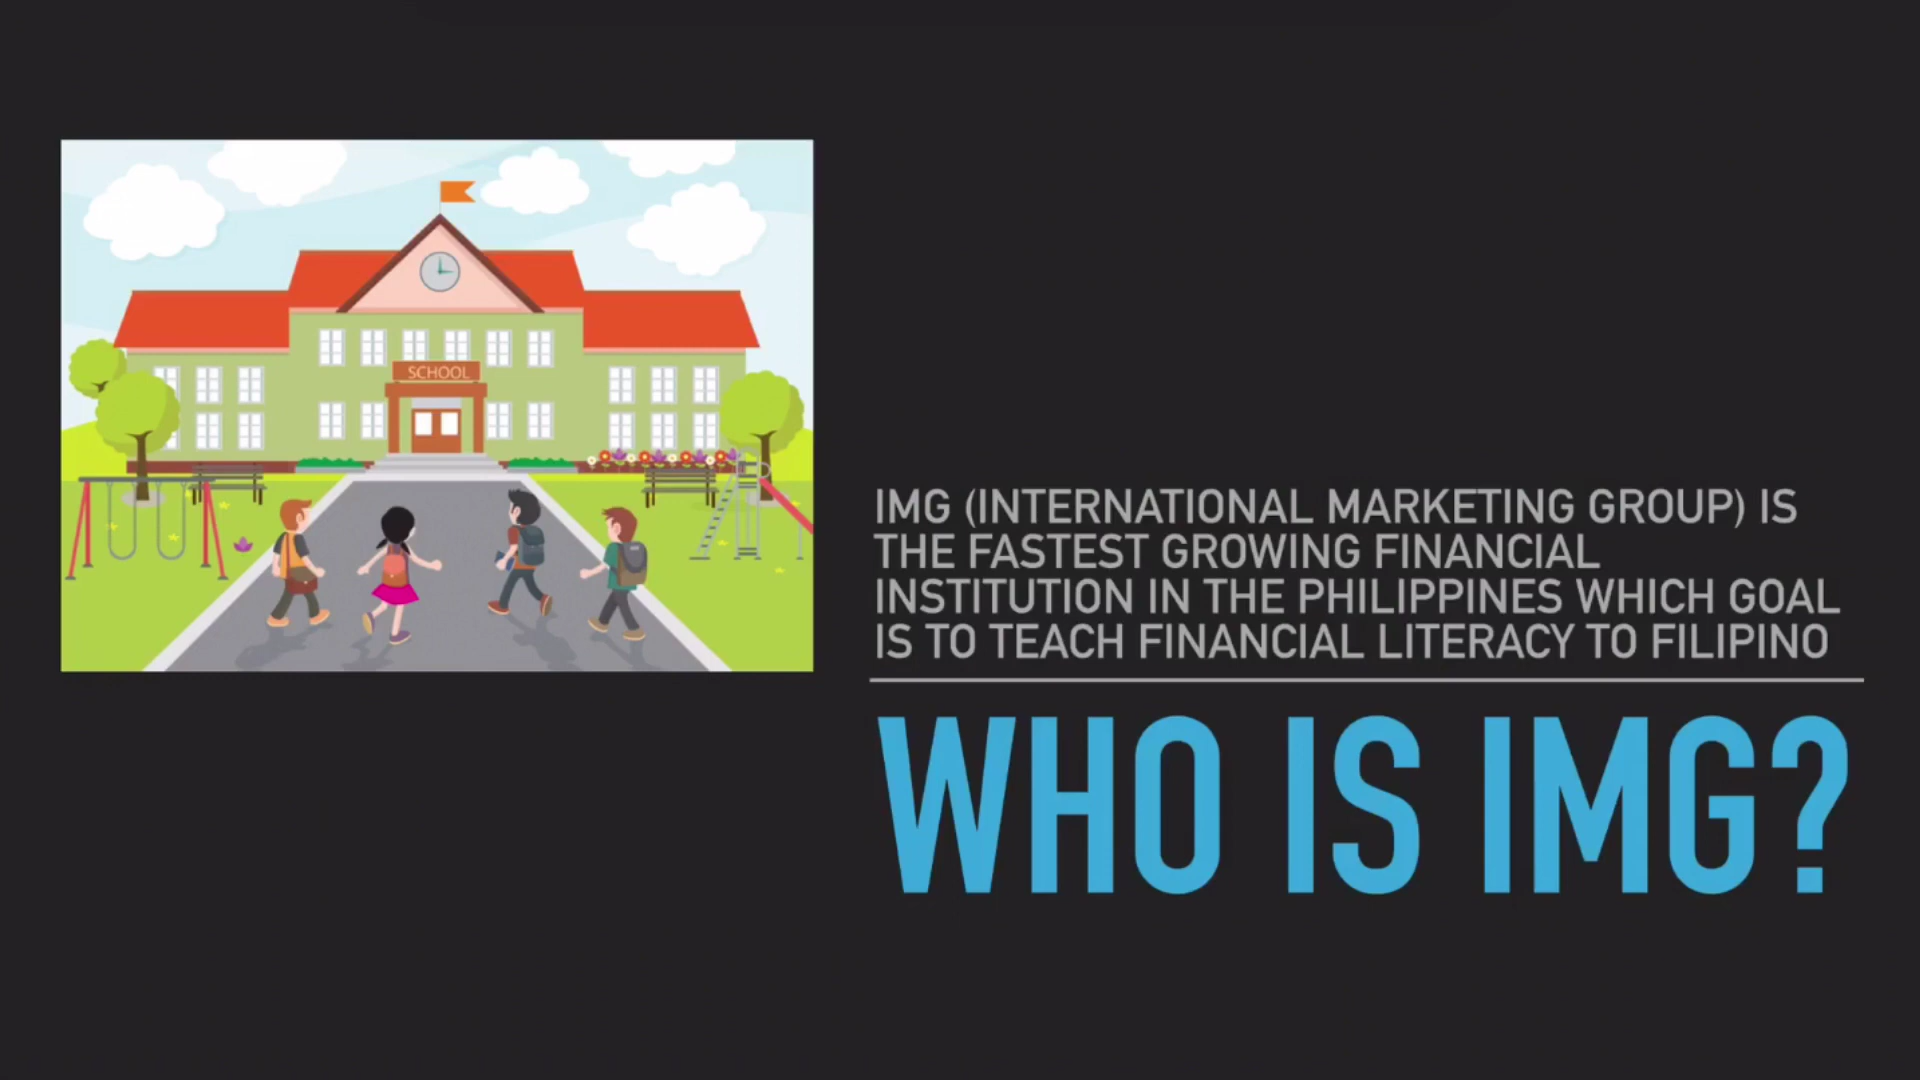 SCHOOL
IMG (INTERNATIONAL MARKETING GROUP) IS
THE FASTEST GROWING FINANCIAL
INSTITUTION IN THE PHILIPPINES WHICH GOAL
IS TO TEACH FINANCIAL LITERACY TO FILIPINO
WHO IS IMG?